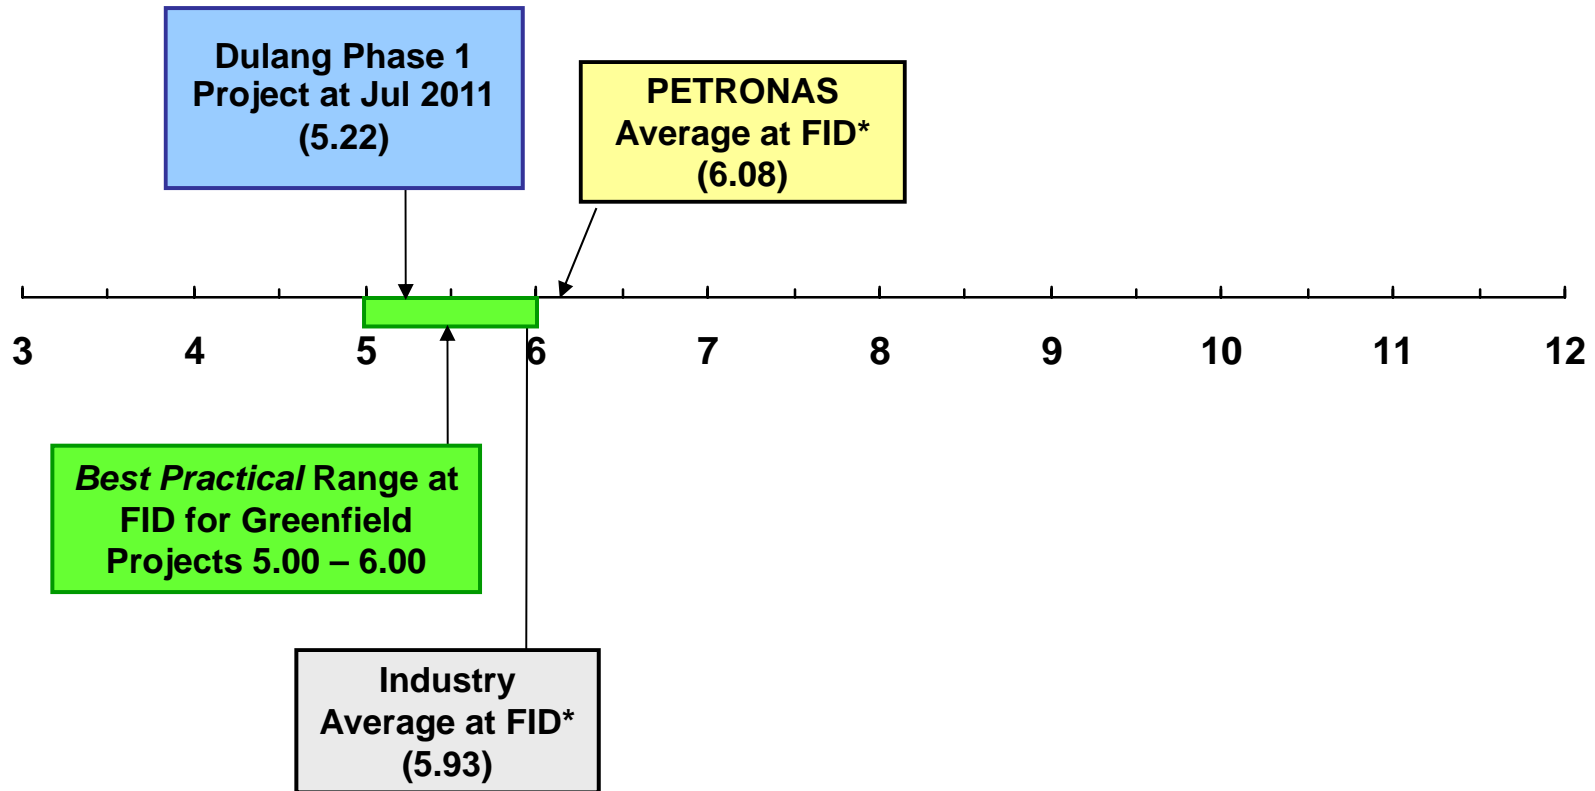 Dulang Phase 1
Project at Jul 2011
(5.22)
PETRONAS
Average at FID*
(6.08)
3 4 5 6 7 8 9 10 11 12
Best Practical Range at
FID for Greenfield
Projects 5.00 – 6.00
Industry
Average at FID*
(5.93)